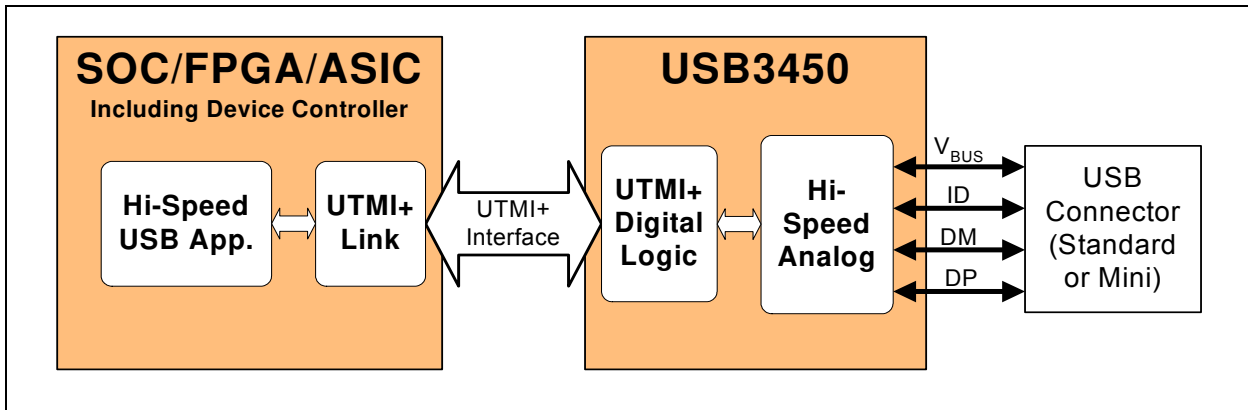 SOC/FPGA/ASIC
Including Device Controller
Hi-Speed
USB App.
UTMI+
Link
UTMI+
Interface
USB3450
UTMI+
Digital
Logic
Hi-
Speed
Analog
VBUS
ID
DM
DP
USB
Connector
(Standard
or Mini)